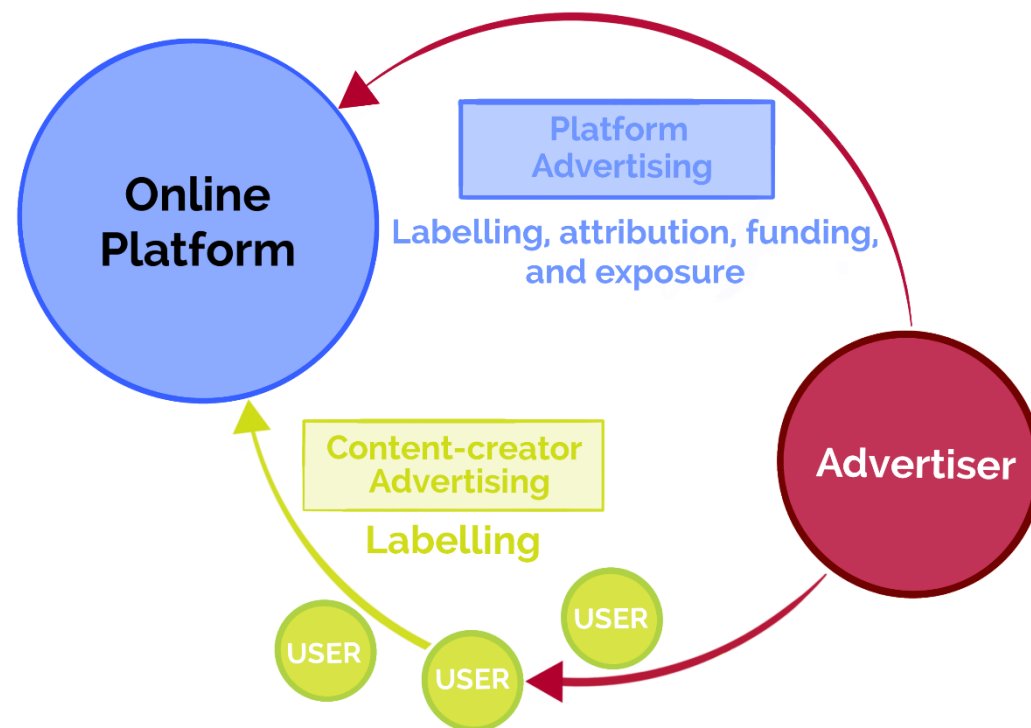 Platform
Advertising
Online
Platform
Labelling, attribution, funding,
and exposure
Content-creator
Advertising
Advertiser
Labelling
USER
USER
USER